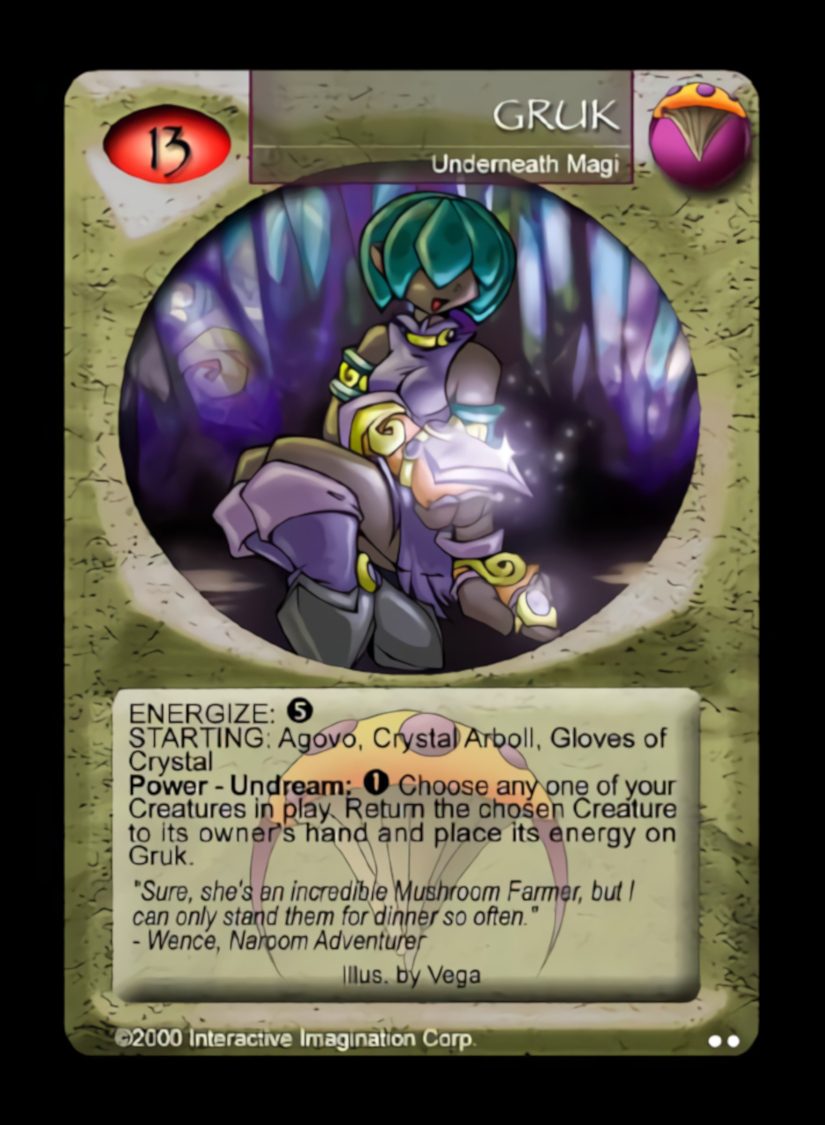 13
GRUK
Underneath Magi
ENERGIZE: 5
STARTING: Agovo, Crystal Arboll, Gloves of
Crystal
Power - Undream: 1 Choose any one of your
Creatures in play. Return the chosen Creature
to its owner's hand and place its energy on
Gruk.
"Sure, she's an incredible Mushroom Farmer, but I
can only stand them for dinner so often."
- Wence, Naroom Adventurer
Illus. by Vega
©2000 Interactive Imagination Corp.